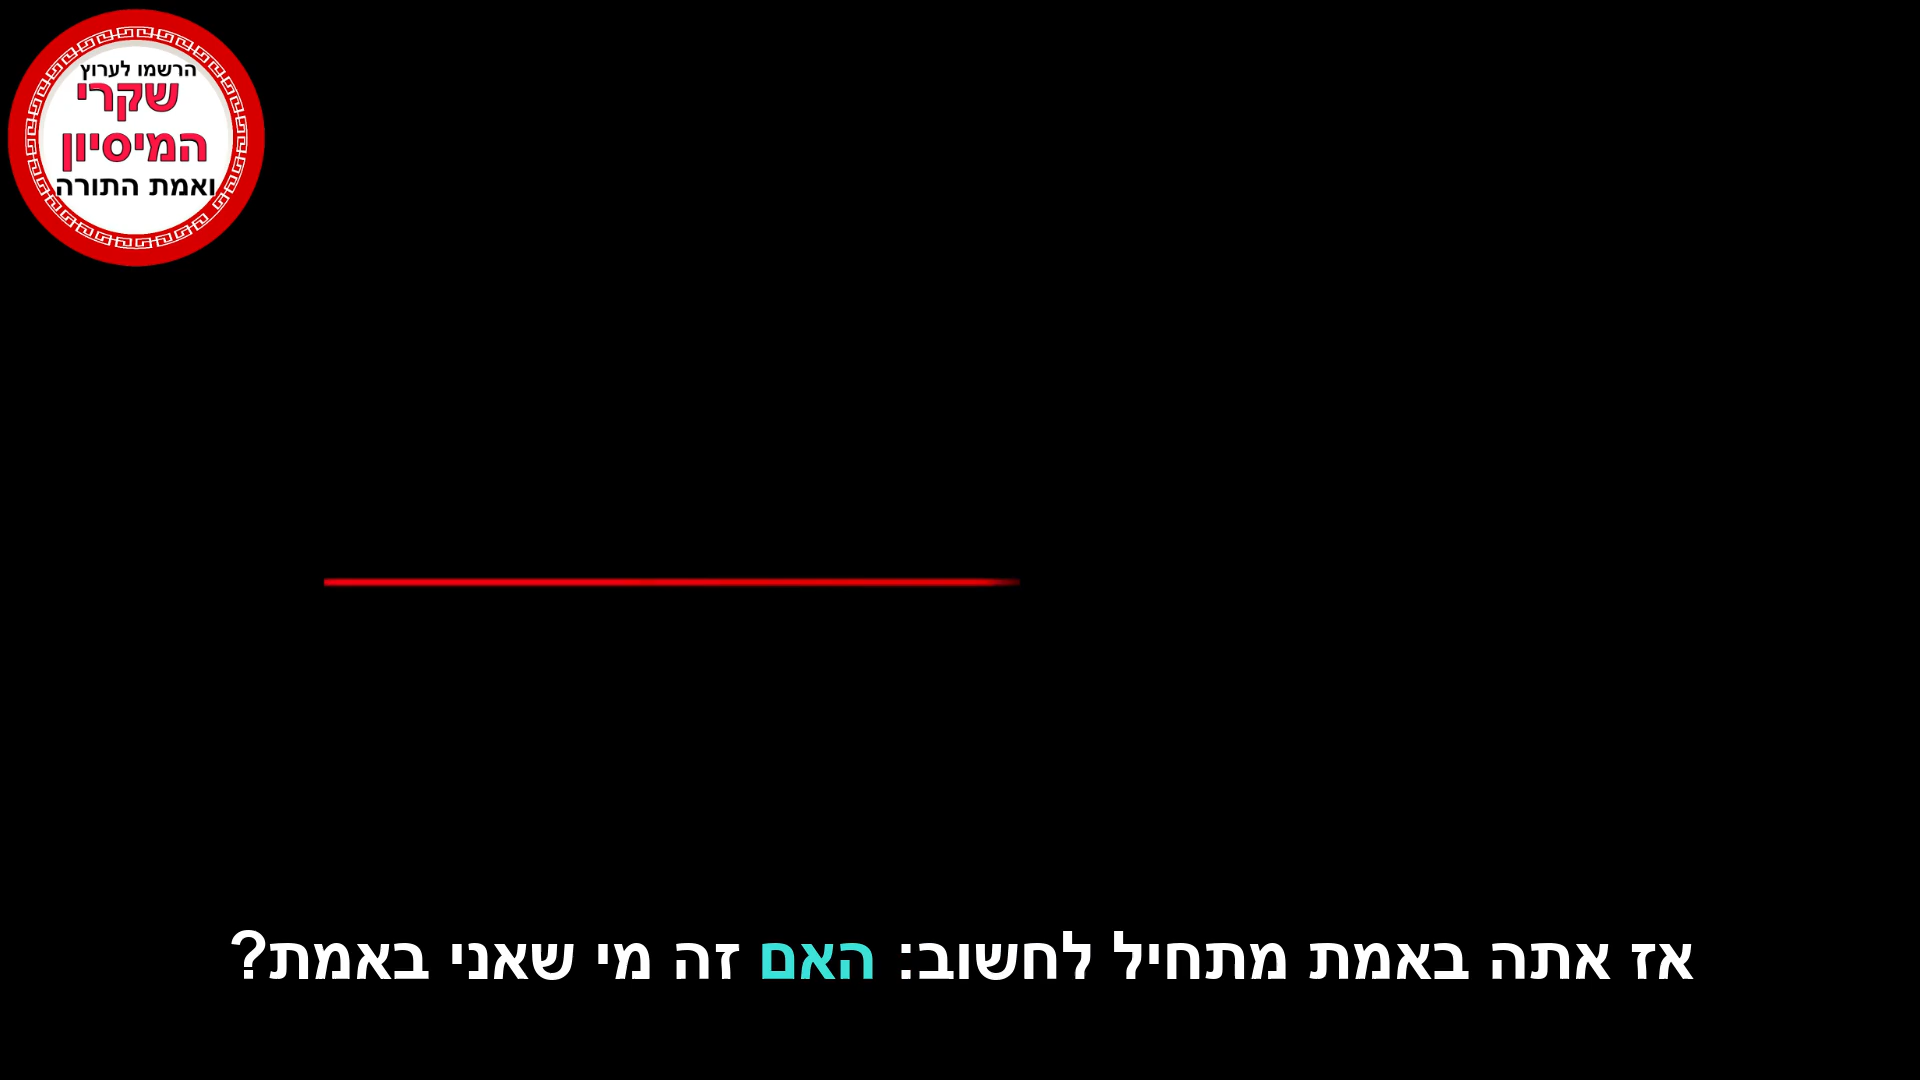 הרשמו לערוץ
שקרי
המיסיון
ואמת התורה
אז אתה באמת מתחיל לחשוב: האם זה מי שאני באמת?